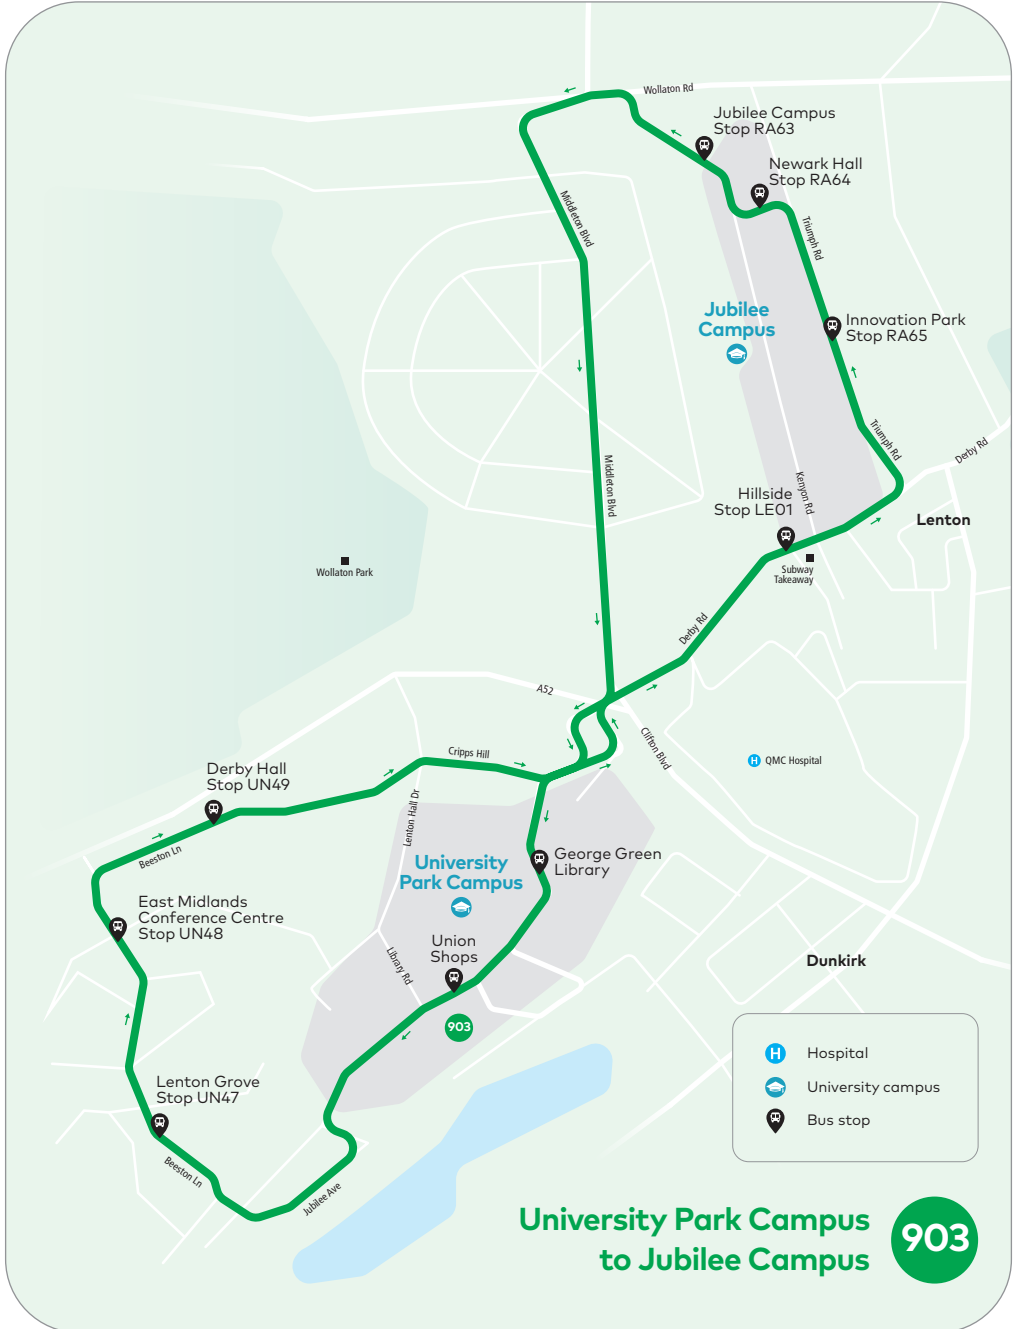 Wollaton Rd
Jubilee Campus
Stop RA63
Newark Hall
Stop RA64
Middleton Blvd
Triumph Rd
Jubilee
Campus
Innovation Park
Stop RA65
Triumph Rd
Derby Rd
Middleton Blvd
Kenyon Rd
Hillside
Stop LE01
Lenton
Wollaton Park
Subway
Takeaway
Derby Rd
A52
Clifton Blvd
Cripps Hill
QMC Hospital
H
Derby Hall
Stop UN49
Lenton Hall Dr
Beeston Ln
George Green
Library
University
Park Campus
East Midlands
Conference Centre
Stop UN48
Union
Shops
Library Rd
Dunkirk
903
H
Hospital
University campus
Bus stop
Lenton Grove
Stop UN47
Beeston Ln
Jubilee Ave
University Park Campus
to Jubilee Campus
903